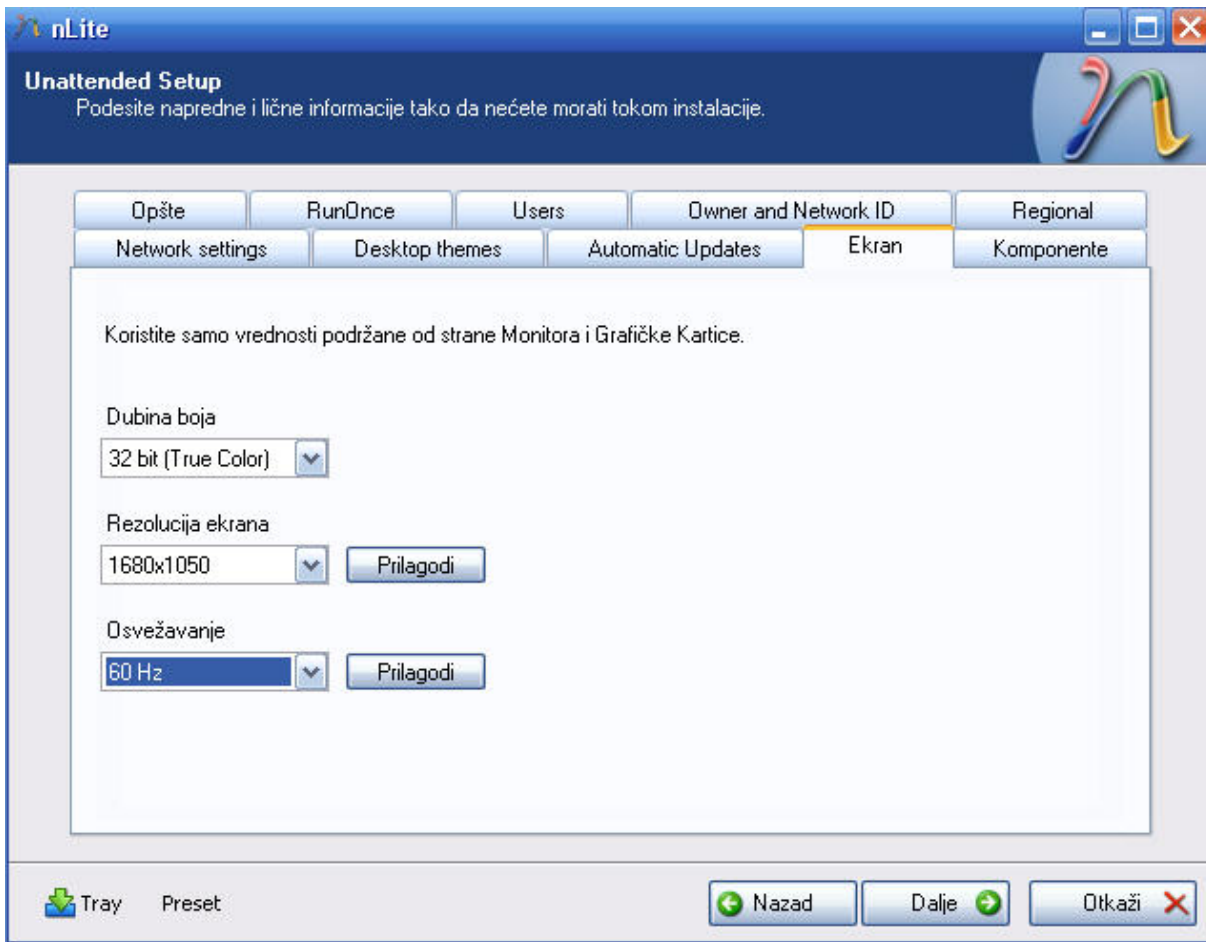 nLite
Unattended Setup
Podesite napredne i lične informacije tako da nećete morati tokom instalacije.
Opšte RunOnce Users Owner and Network ID Regional
Network settings Desktop themes Automatic Updates Ekran Komponente
Koristite samo vrednosti podržane od strane Monitora i Grafičke Kartice.
Dubina boja
32 bit (True Color)
Rezolucija ekrana
1680x1050 Prilagodi
Osvežavanje
60 Hz Prilagodi
Tray Preset Nazad Dalje Otkaži